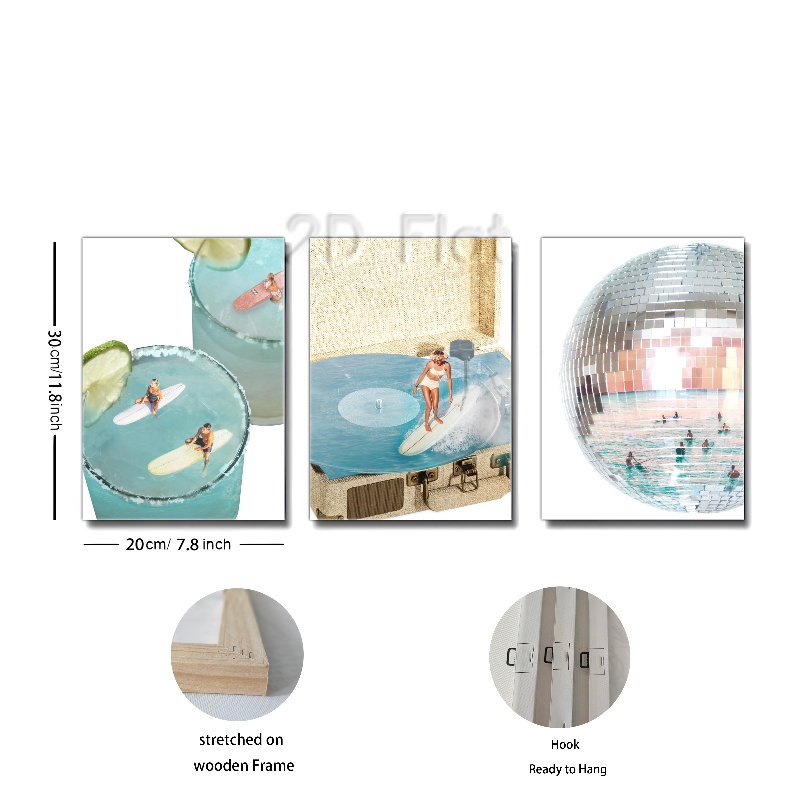 2D Flat
30cm/11.8inch
20cm/ 7.8 inch
stretched on
wooden Frame
Hook
Ready to Hang